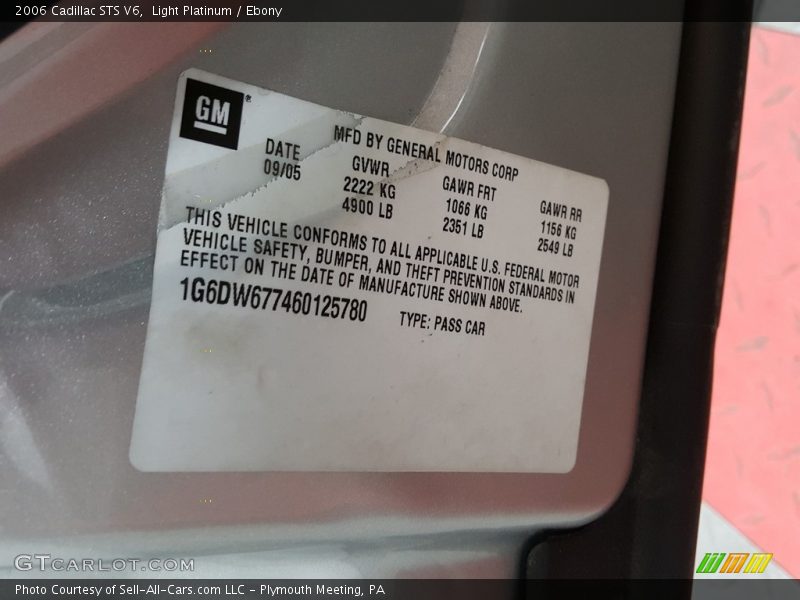 2006 Cadillac STS V6, Light Platinum / Ebony
GM ®
MFD BY GENERAL MOTORS CORP
DATE GVWR GAWR FRT GAWR RR
09/05 2222 KG 1066 KG 1156 KG
4900 LB 2351 LB 2549 LB
THIS VEHICLE CONFORMS TO ALL APPLICABLE U.S. FEDERAL MOTOR
VEHICLE SAFETY, BUMPER, AND THEFT PREVENTION STANDARDS IN
EFFECT ON THE DATE OF MANUFACTURE SHOWN ABOVE.
1G6DW677460125780 TYPE: PASS CAR
GTCARLOT.COM
Photo Courtesy of Sell-All-Cars.com LLC - Plymouth Meeting, PA